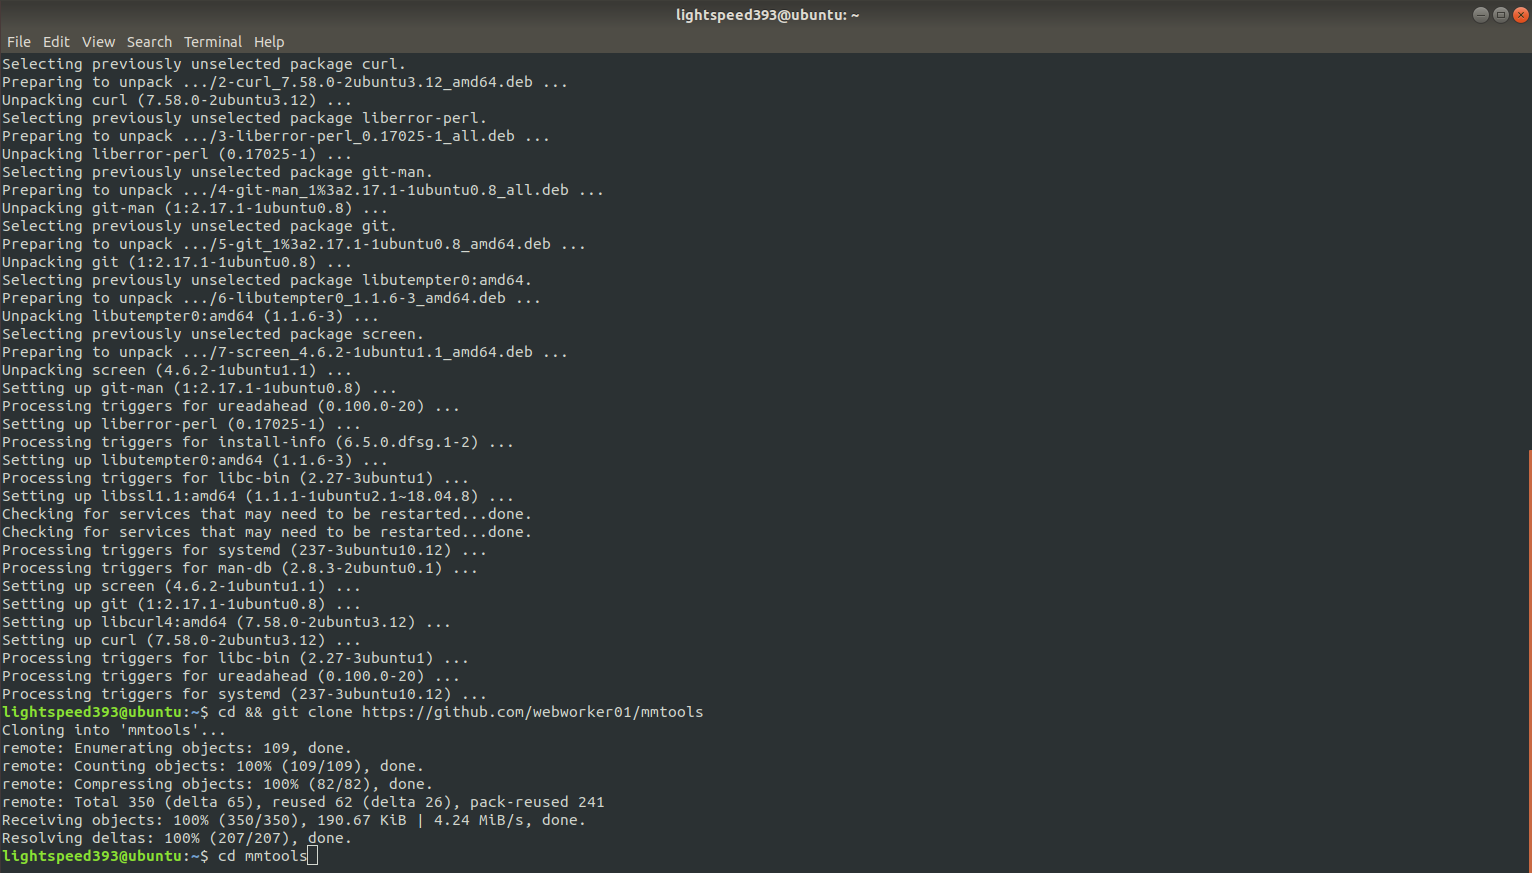 lightspeed393@ubuntu: ~
File Edit View Search Terminal Help
Selecting previously unselected package curl.
Preparing to unpack .../2-curl_7.58.0-2ubuntu3.12_amd64.deb ...
Unpacking curl (7.58.0-2ubuntu3.12) ...
Selecting previously unselected package liberror-perl.
Preparing to unpack .../3-liberror-perl_0.17025-1_all.deb ...
Unpacking liberror-perl (0.17025-1) ...
Selecting previously unselected package git-man.
Preparing to unpack .../4-git-man_1%3a2.17.1-1ubuntu0.8_all.deb ...
Unpacking git-man (1:2.17.1-1ubuntu0.8) ...
Selecting previously unselected package git.
Preparing to unpack .../5-git_1%3a2.17.1-1ubuntu0.8_amd64.deb ...
Unpacking git (1:2.17.1-1ubuntu0.8) ...
Selecting previously unselected package libutempter0:amd64.
Preparing to unpack .../6-libutempter0_1.1.6-3_amd64.deb ...
Unpacking libutempter0:amd64 (1.1.6-3) ...
Selecting previously unselected package screen.
Preparing to unpack .../7-screen_4.6.2-1ubuntu1.1_amd64.deb ...
Unpacking screen (4.6.2-1ubuntu1.1) ...
Setting up git-man (1:2.17.1-1ubuntu0.8) ...
Processing triggers for ureadahead (0.100.0-20) ...
Setting up liberror-perl (0.17025-1) ...
Processing triggers for install-info (6.5.0.dfsg.1-2) ...
Setting up libutempter0:amd64 (1.1.6-3) ...
Processing triggers for libc-bin (2.27-3ubuntu1) ...
Setting up libssl1.1:amd64 (1.1.1-1ubuntu2.1~18.04.8) ...
Checking for services that may need to be restarted...done.
Checking for services that may need to be restarted...done.
Processing triggers for systemd (237-3ubuntu10.12) ...
Processing triggers for man-db (2.8.3-2ubuntu0.1) ...
Setting up screen (4.6.2-1ubuntu1.1) ...
Setting up git (1:2.17.1-1ubuntu0.8) ...
Setting up libcurl4:amd64 (7.58.0-2ubuntu3.12) ...
Setting up curl (7.58.0-2ubuntu3.12) ...
Processing triggers for libc-bin (2.27-3ubuntu1) ...
Processing triggers for ureadahead (0.100.0-20) ...
Processing triggers for systemd (237-3ubuntu10.12) ...
lightspeed393@ubuntu:~$ cd && git clone https://github.com/webworker01/mmtools
Cloning into 'mmtools'...
remote: Enumerating objects: 109, done.
remote: Counting objects: 100% (109/109), done.
remote: Compressing objects: 100% (82/82), done.
remote: Total 350 (delta 65), reused 62 (delta 26), pack-reused 241
Receiving objects: 100% (350/350), 190.67 KiB | 4.24 MiB/s, done.
Resolving deltas: 100% (207/207), done.
lightspeed393@ubuntu:~$ cd mmtools